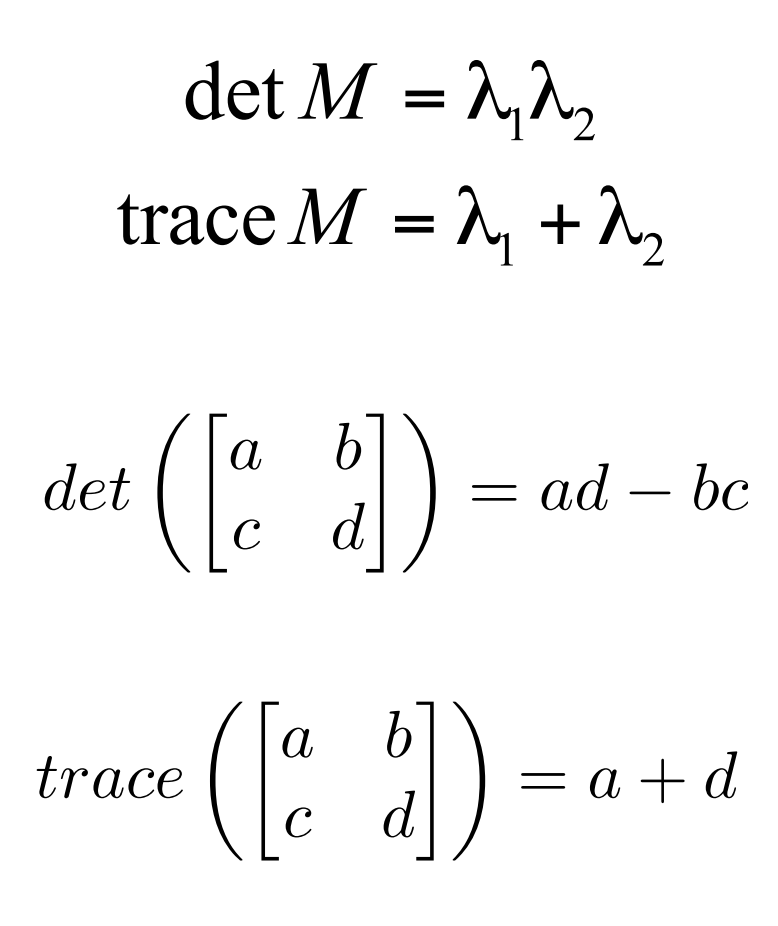 det M = λ₁λ₂
trace M = λ₁ + λ₂
det ([a b
c d]) = ad − bc
trace ([a b
c d]) = a + d